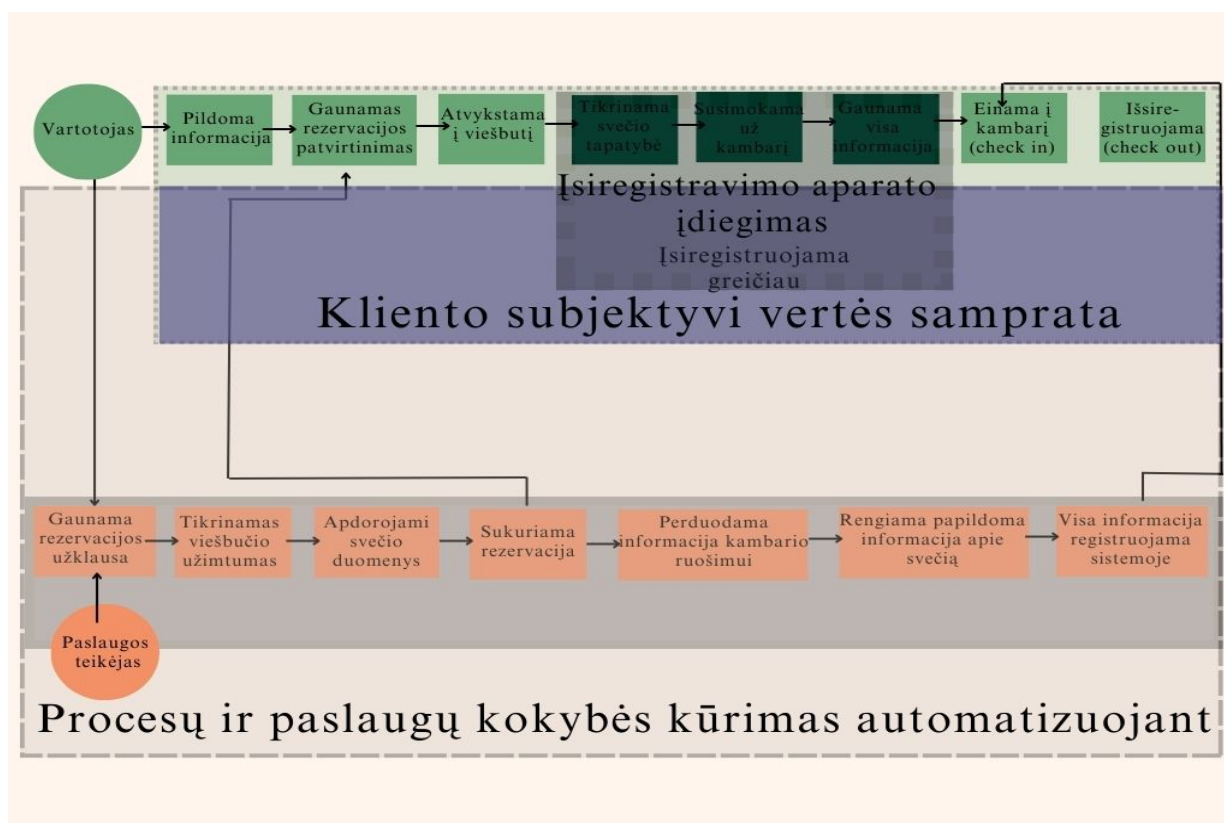 Vartotojas
Pildoma
informacija
Gaunamas
rezervacijos
patvirtinimas
Atvykstama
į viešbutį
Tikrinama
svečio
tapatybė
Susimokama
už
kambarį
Gaunama
visa
informacija
Einama į
kambarį
(check in)
Išsire-
gistruojama
(check out)
Įsiregistravimo aparato
įdiegimas
Įsiregistruojama
greičiau
Kliento subjektyvi vertės samprata
Gaunama
rezervacijos
užklausa
Tikrinamas
viešbučio
užimtumas
Apdorojami
svečio
duomenys
Sukuriama
rezervacija
Perduodama
informacija kambario
ruošimui
Rengiama papildoma
informacija apie
svečią
Visa informacija
registruojama
sistemoje
Paslaugos
teikėjas
Procesų ir paslaugų kokybės kūrimas automatizuojant